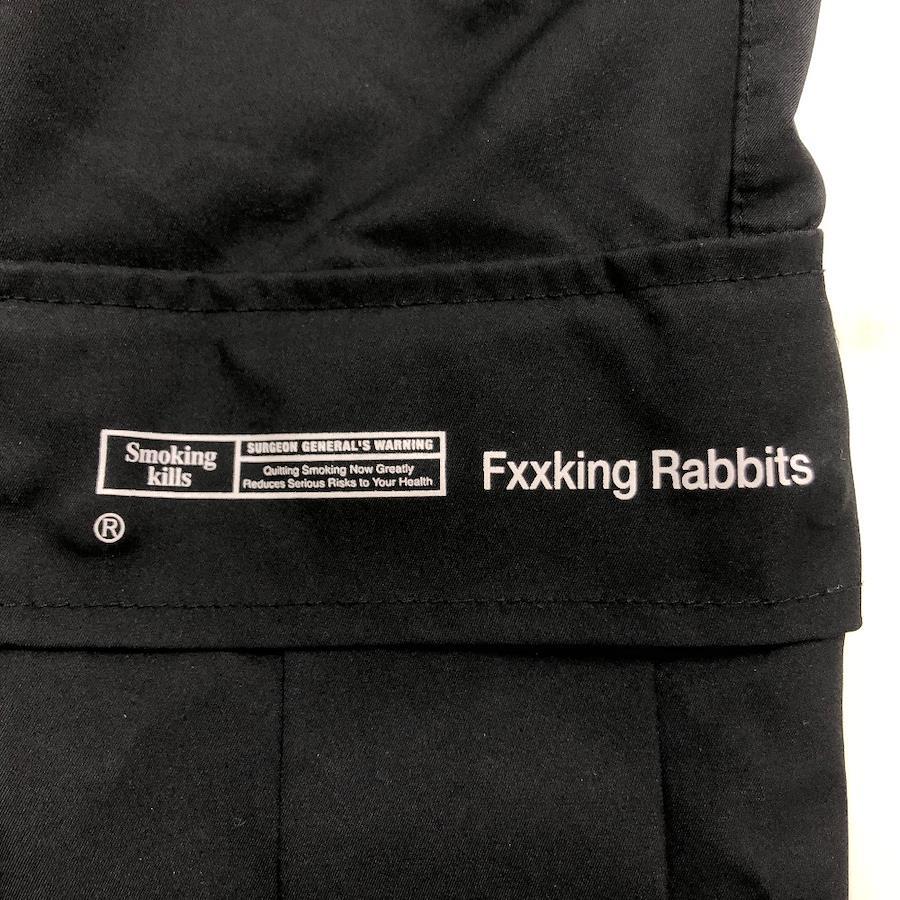 Smoking
kills
SURGEON GENERAL'S WARNING
Quitting Smoking Now Greatly
Reduces Serious Risks to Your Health
®
Fxxking Rabbits